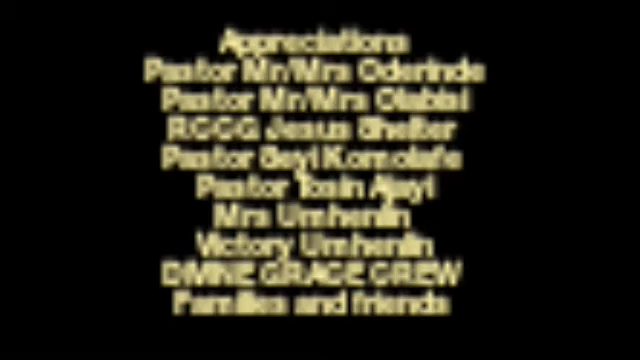 Appreciations
Pastor Mr/Mrs Oderinde
Pastor Mr/Mrs Olabisi
RCCG Jesus Shelter
Pastor Seyi Komolafe
Pastor Tosin Ajayi
Mrs Umhenin
Victory Umhenin
DIVINE GRACE CREW
Families and friends